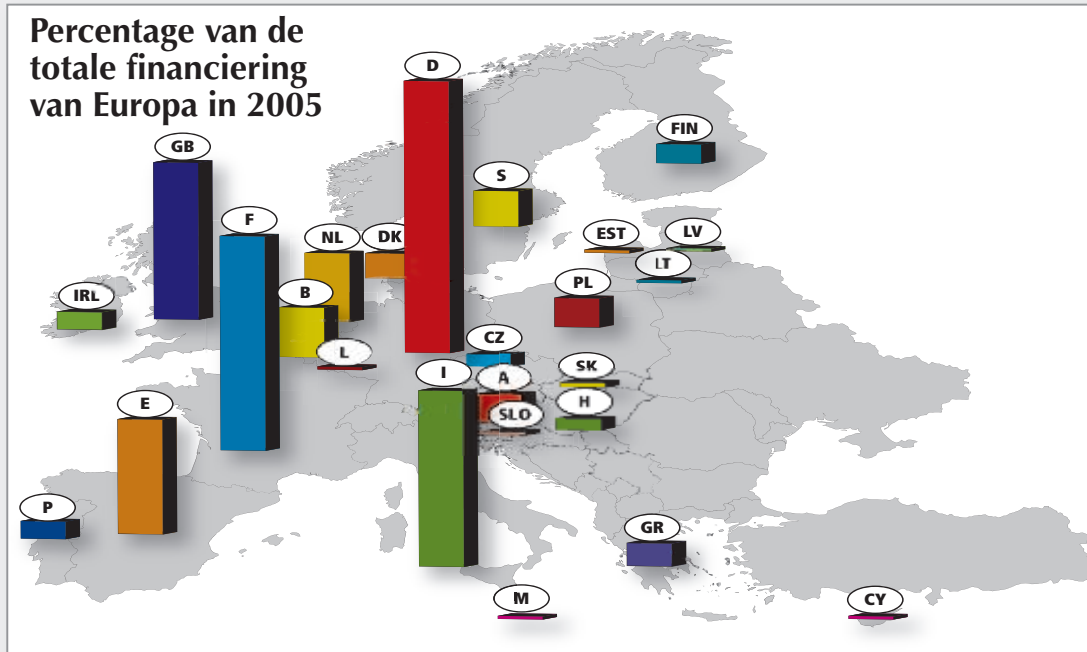 Percentage van de
totale financiering
van Europa in 2005
D
FIN
GB
S
F
NL
DK
EST
LV
LT
IRL
B
PL
CZ
L
SK
I
A
E
H
SLO
P
GR
M
CY